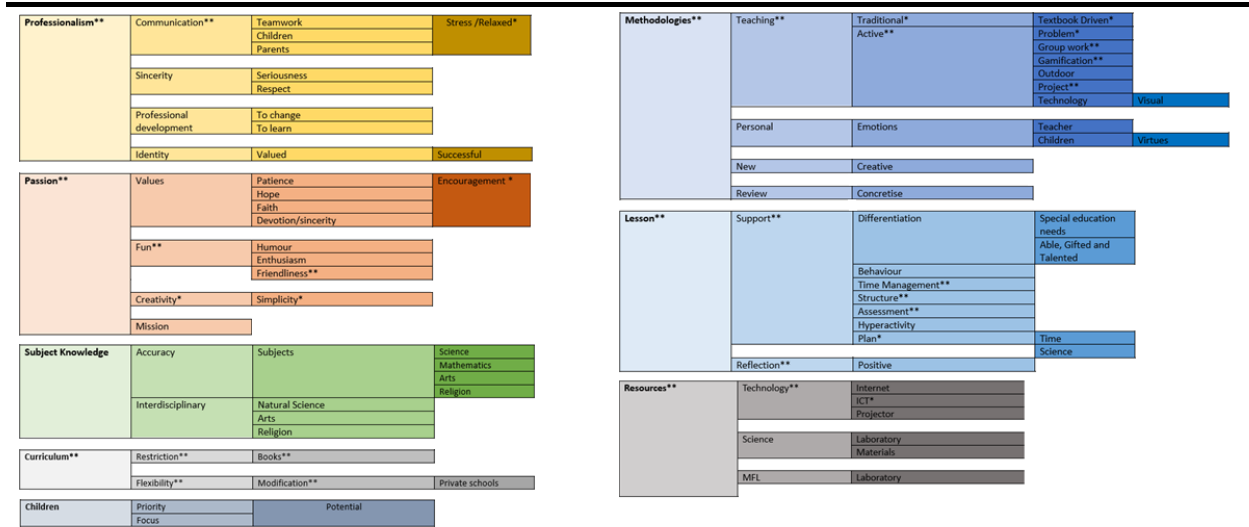 Professionalism** Communication** Teamwork Stress /Relaxed*
Children
Parents
Sincerity Seriousness
Respect
Professional To change
development To learn
Identity Valued Successful
Passion** Values Patience Encouragement *
Hope
Faith
Devotion/sincerity
Fun** Humour
Enthusiasm
Friendliness**
Creativity* Simplicity*
Mission
Subject Knowledge Accuracy Subjects Science
Mathematics
Arts
Religion
Interdisciplinary Natural Science
Arts
Religion
Curriculum** Restriction** Books**
Flexibility** Modification** Private schools
Children Priority Potential
Focus
Methodologies** Teaching** Traditional* Textbook Driven*
Active** Problem*
Group work**
Gamification**
Outdoor
Project**
Technology Visual
Personal Emotions Teacher
Children Virtues
New Creative
Review Concretise
Lesson** Support** Differentiation Special education
needs
Able, Gifted and
Talented
Behaviour
Time Management**
Structure**
Assessment**
Hyperactivity
Plan* Time
Science
Reflection** Positive
Resources** Technology** Internet
ICT*
Projector
Science Laboratory
Materials
MFL Laboratory